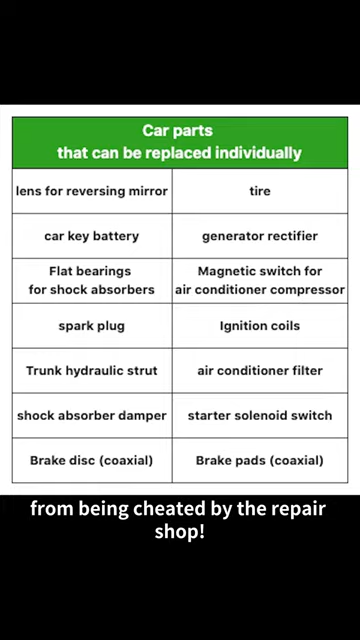 Car parts
that can be replaced individually
lens for reversing mirror
tire
car key battery
generator rectifier
Flat bearings
for shock absorbers
Magnetic switch for
air conditioner compressor
spark plug
Ignition coils
Trunk hydraulic strut
air conditioner filter
shock absorber damper
starter solenoid switch
Brake disc (coaxial)
Brake pads (coaxial)
from being cheated by the repair
shop!